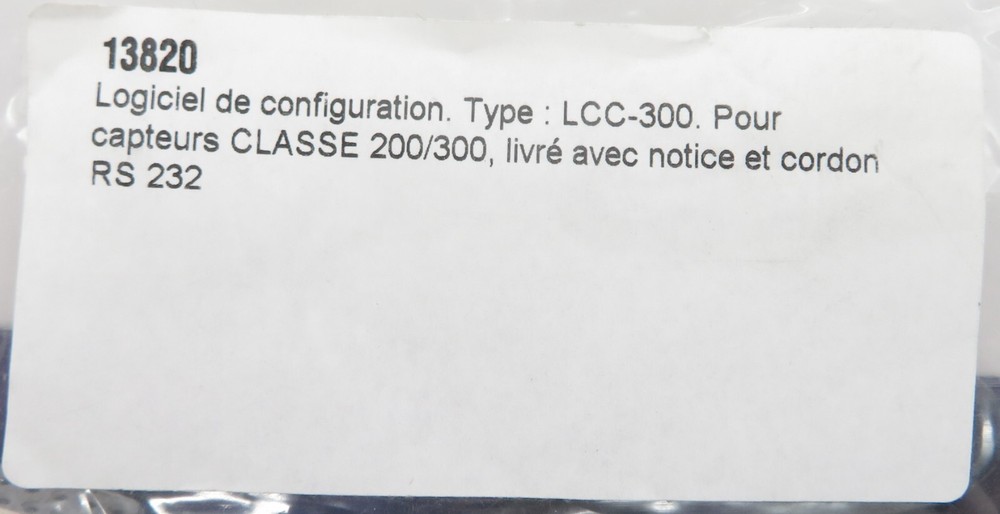 13820
Logiciel de configuration. Type : LCC-300. Pour
capteurs CLASSE 200/300, livré avec notice et cordon
RS 232